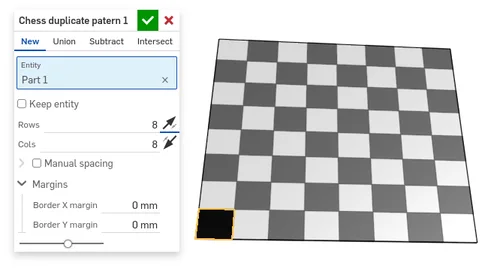 Chess duplicate patern 1
New Union Subtract Intersect
Entity
Part 1
Keep entity
Rows 8
Cols 8
Manual spacing
Margins
Border X margin 0 mm
Border Y margin 0 mm